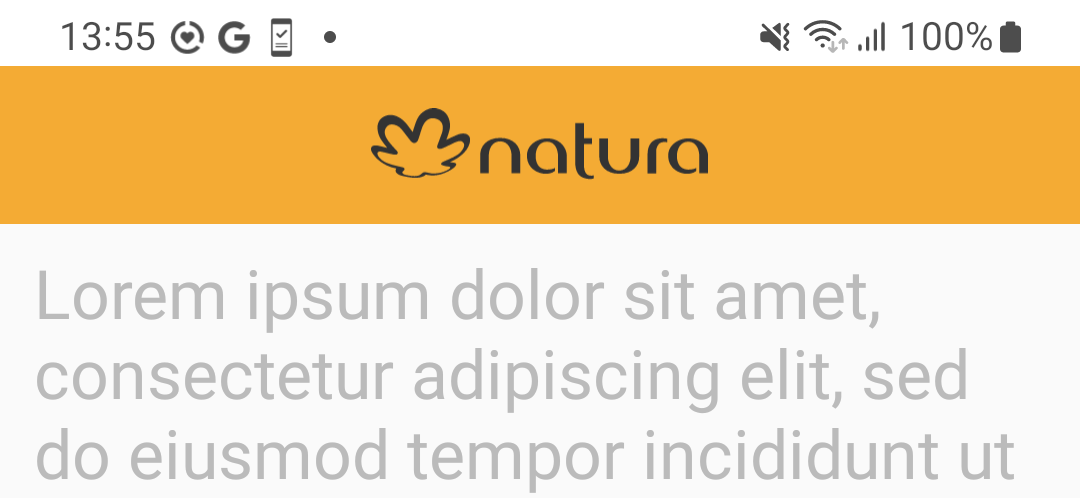 13:55 100%
natura
Lorem ipsum dolor sit amet,
consectetur adipiscing elit, sed
do eiusmod tempor incididunt ut